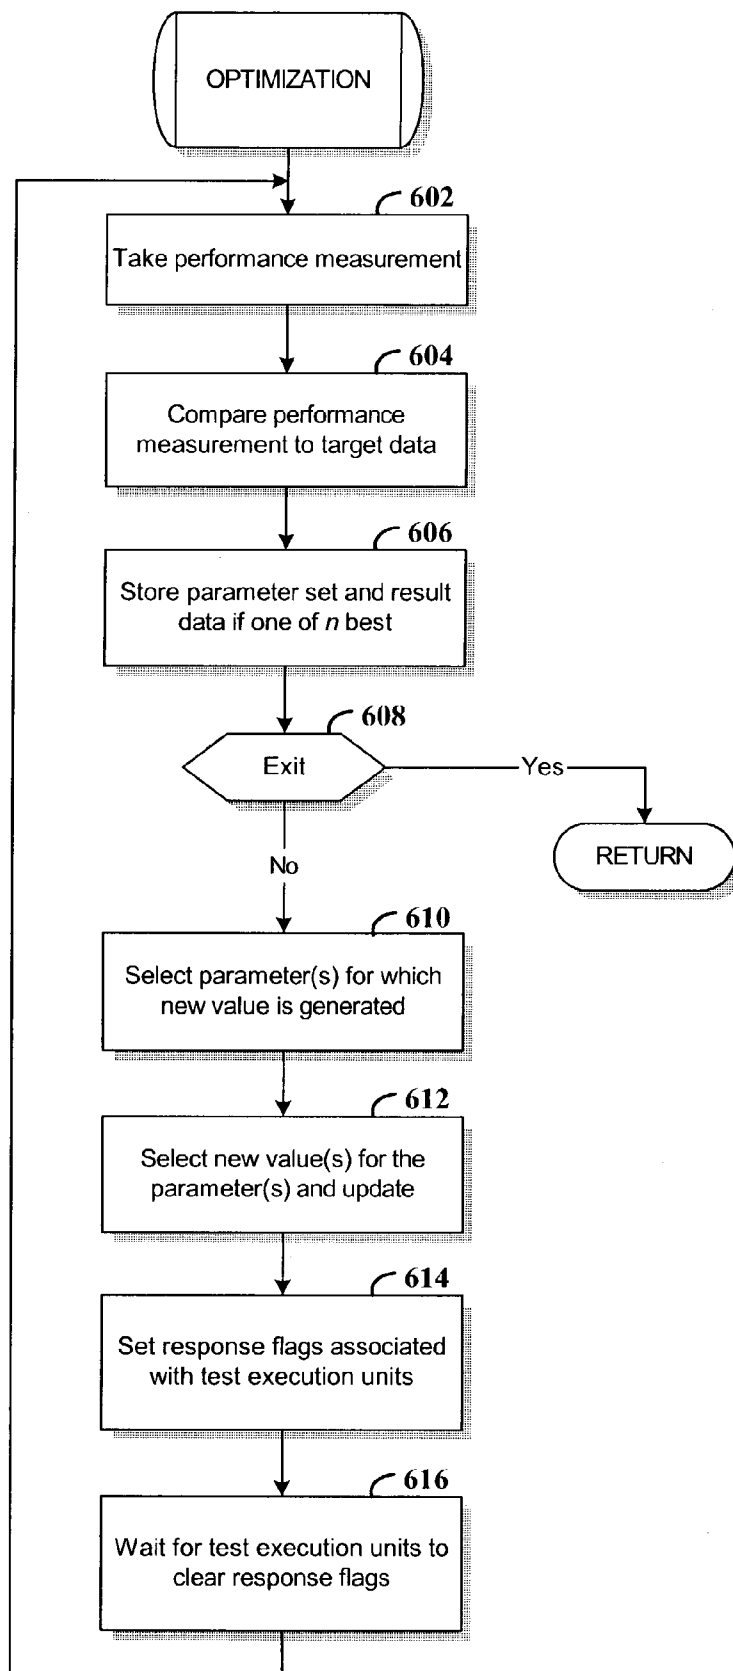 OPTIMIZATION
602
Take performance measurement
604
Compare performance
measurement to target data
606
Store parameter set and result
data if one of n best
608
Exit
Yes
RETURN
No
610
Select parameter(s) for which
new value is generated
612
Select new value(s) for the
parameter(s) and update
614
Set response flags associated
with test execution units
616
Wait for test execution units to
clear response flags